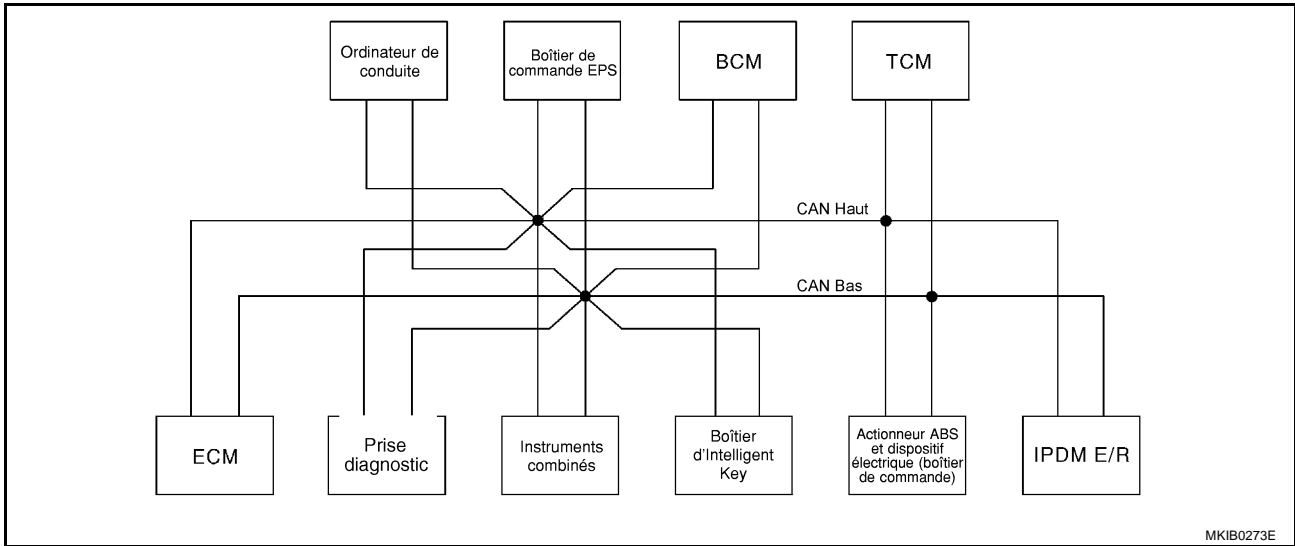 Ordinateur de
conduite
Boîtier de
commande EPS
BCM
TCM
CAN Haut
CAN Bas
ECM
Prise
diagnostic
Instruments
combinés
Boîtier
d'Intelligent
Key
Actionneur ABS
et dispositif
électrique (boîtier
de commande)
IPDM E/R
MKIB0273E